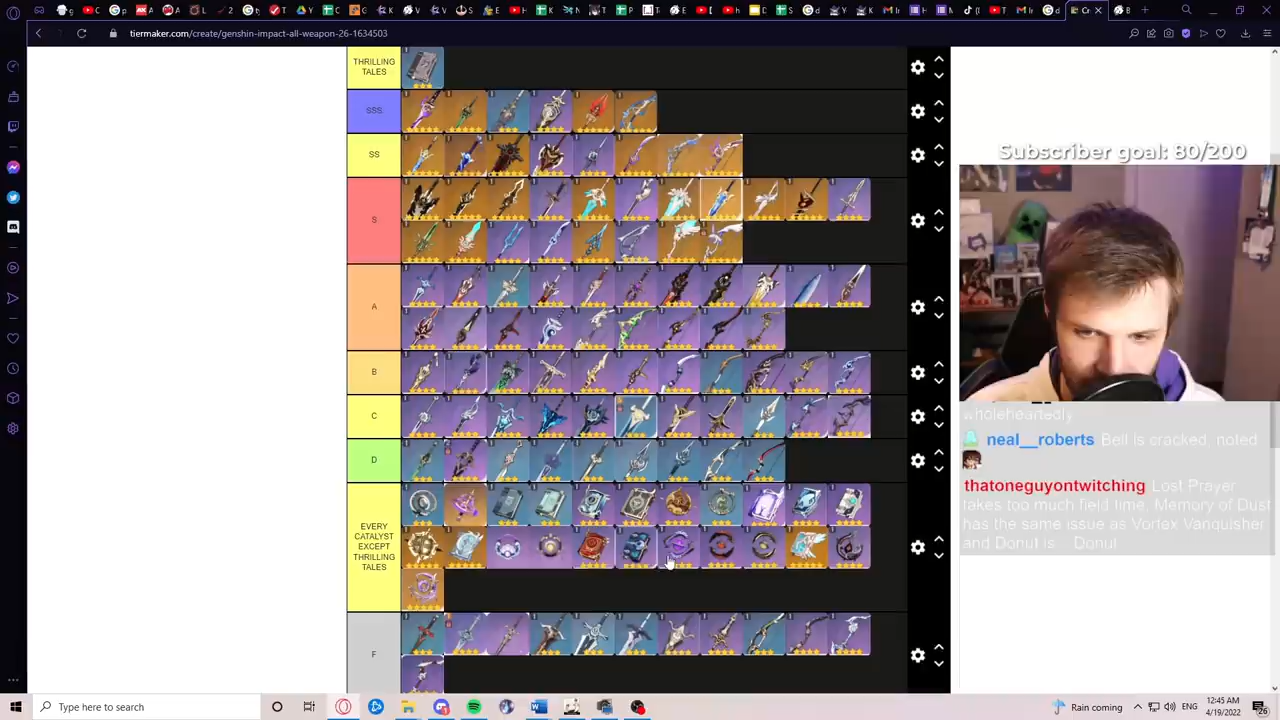 tiermaker.com/create/genshin-impact-all-weapon-26-1634503
THRILLING
TALES
SSS
SS
S
A
B
C
D
EVERY
CATALYST
EXCEPT
THRILLING
TALES
F
Subscriber goal: 80/200
wholeheartedly
neal__roberts Bell is cracked, noted
thatoneguyontwitching Lost Prayer
takes too much field time, Memory of Dust
has the same issue as Vortex Vanquisher
and Donut is... Donut
Type here to search
Rain coming
ENG
12:45 AM
4/19/2022
26